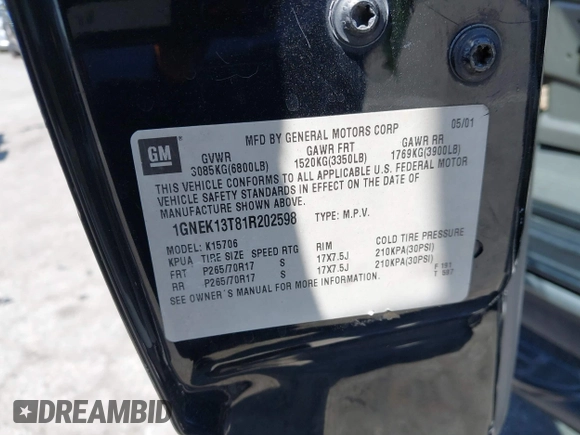 MFD BY GENERAL MOTORS CORP 05/01
GM
GVWR GAWR FRT GAWR RR
3085KG(6800LB) 1520KG(3350LB) 1769KG(3900LB)
THIS VEHICLE CONFORMS TO ALL APPLICABLE U.S. FEDERAL MOTOR
VEHICLE SAFETY STANDARDS IN EFFECT ON THE DATE OF
MANUFACTURE SHOWN ABOVE.
1GNEK13T81R202598 TYPE: M.P.V.
MODEL: K15706
KPUA TIRE SIZE SPEED RTG RIM COLD TIRE PRESSURE
FRT P265/70R17 S 17X7.5J 210KPA(30PSI)
RR P265/70R17 S 17X7.5J 210KPA(30PSI)
SEE OWNER'S MANUAL FOR MORE INFORMATION.
DREAMBID